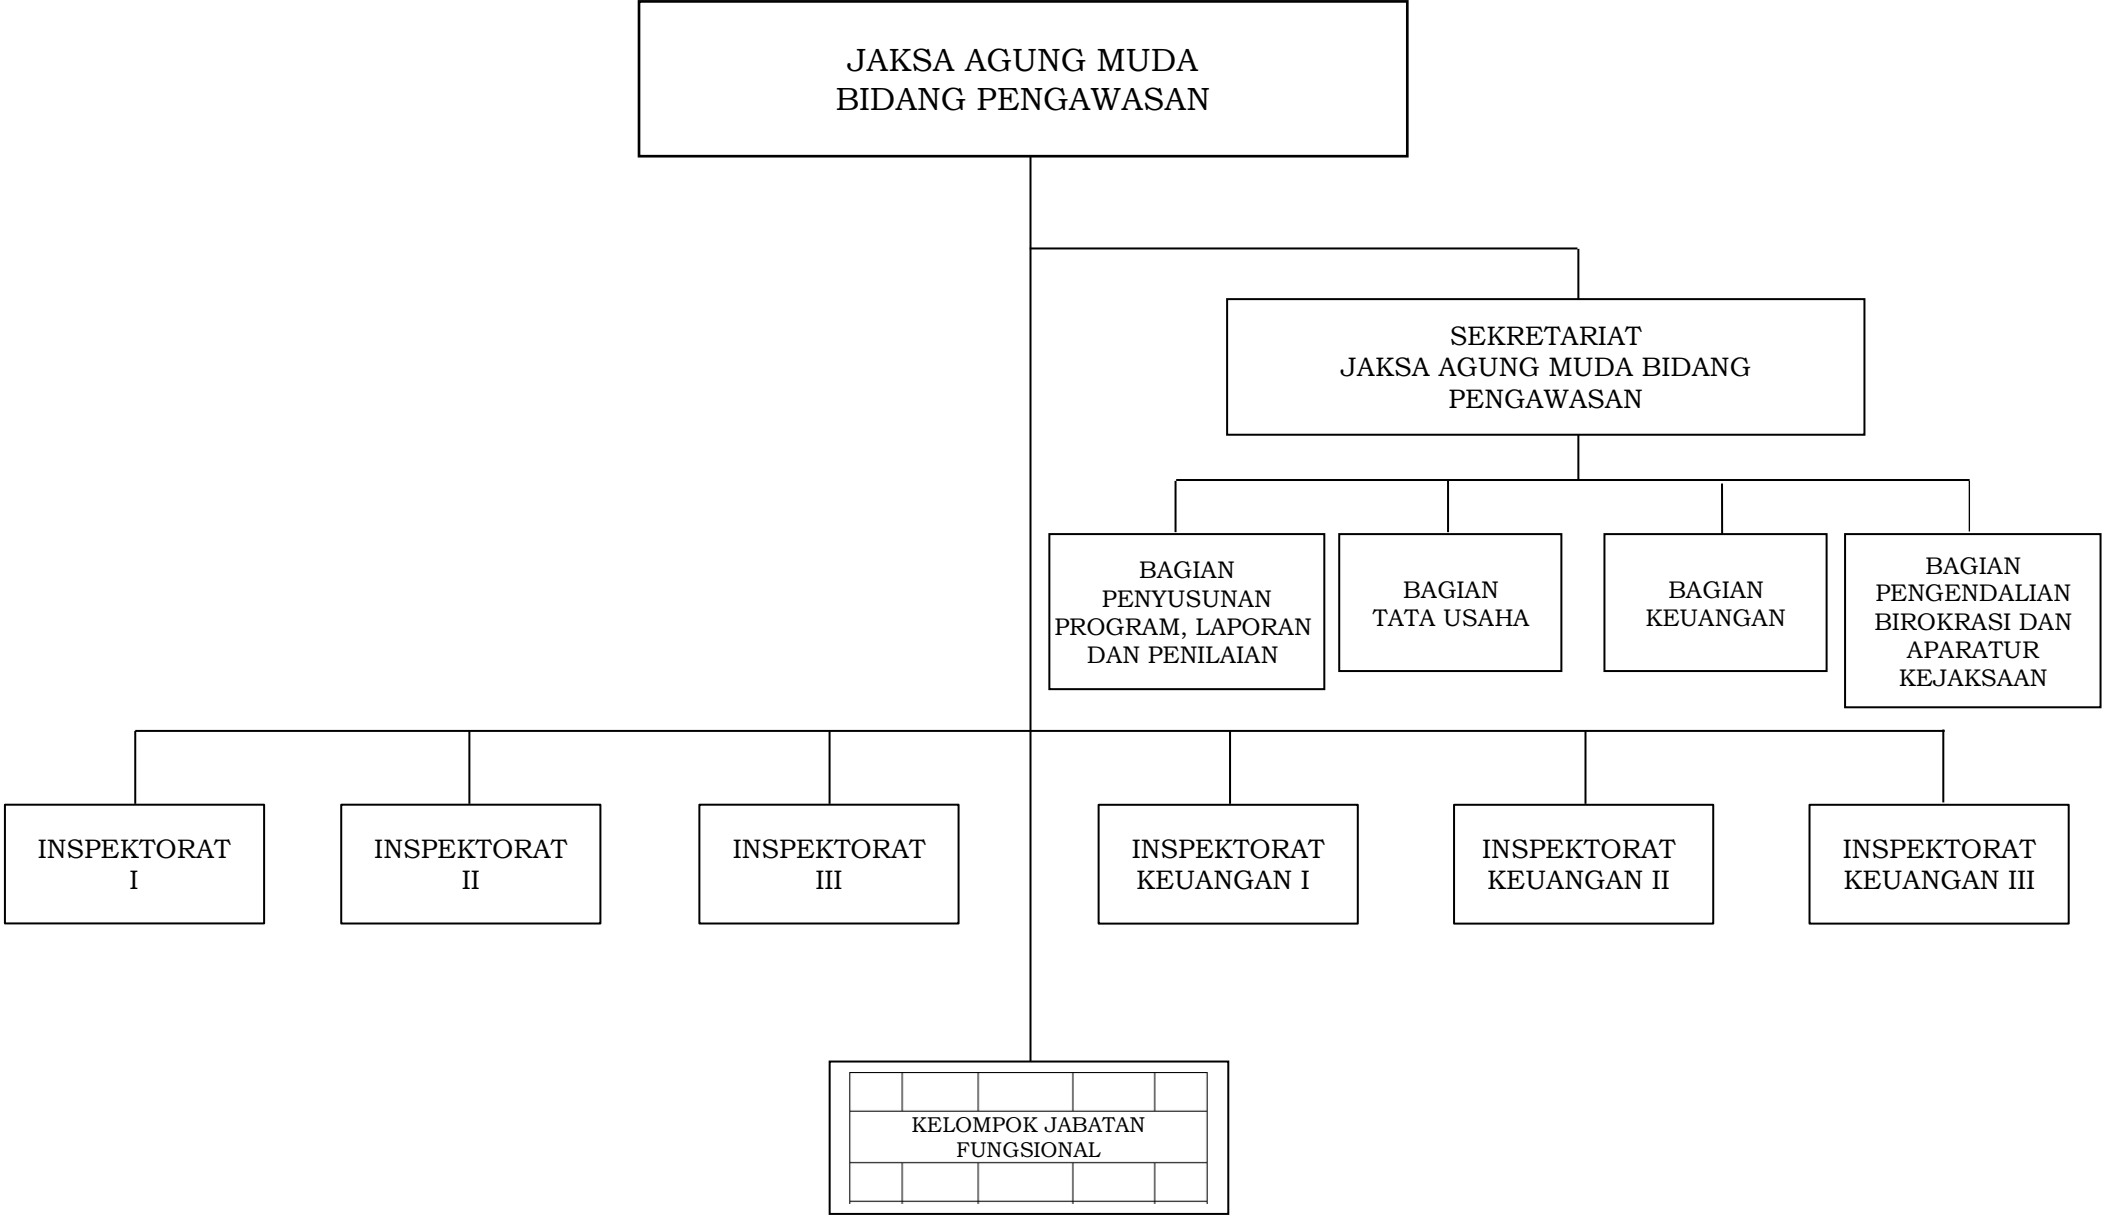 JAKSA AGUNG MUDA
BIDANG PENGAWASAN
SEKRETARIAT
JAKSA AGUNG MUDA BIDANG
PENGAWASAN
BAGIAN
PENYUSUNAN
PROGRAM, LAPORAN
DAN PENILAIAN
BAGIAN
TATA USAHA
BAGIAN
KEUANGAN
BAGIAN
PENGENDALIAN
BIROKRASI DAN
APARATUR
KEJAKSAAN
INSPEKTORAT
I
INSPEKTORAT
II
INSPEKTORAT
III
INSPEKTORAT
KEUANGAN I
INSPEKTORAT
KEUANGAN II
INSPEKTORAT
KEUANGAN III
KELOMPOK JABATAN
FUNGSIONAL